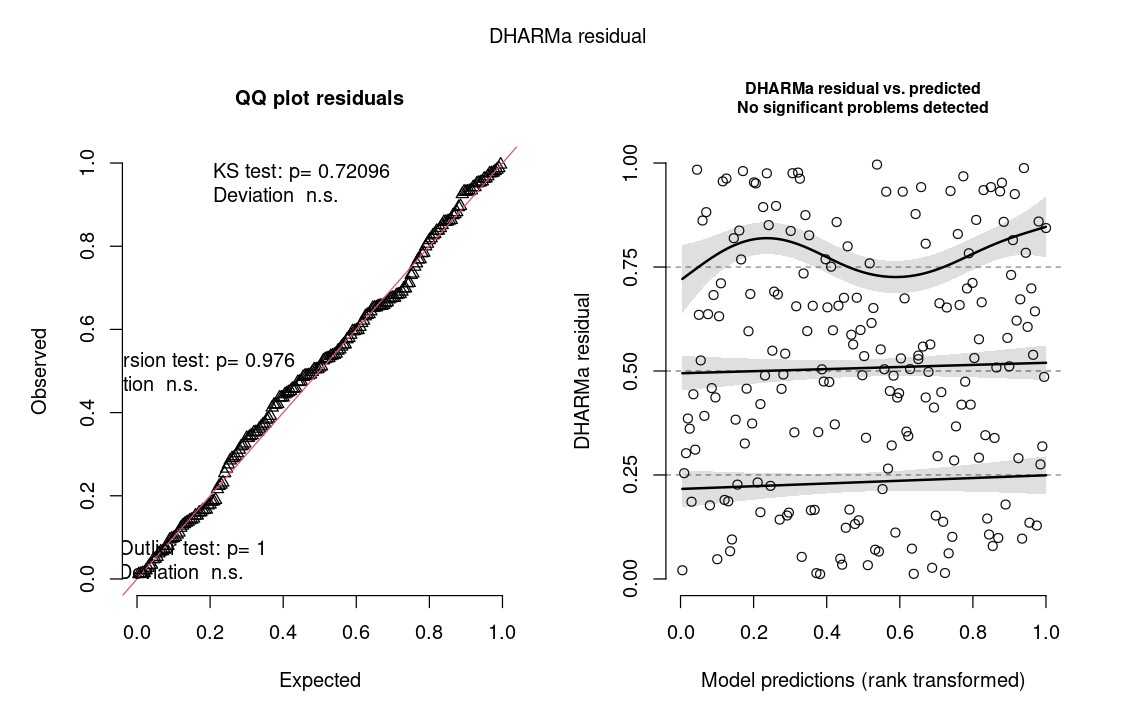 DHARMa residual
QQ plot residuals
KS test: p= 0.72096
Deviation n.s.
rsion test: p= 0.976
tion n.s.
Outlier test: p= 1
Deviation n.s.
Observed
0.0 0.2 0.4 0.6 0.8 1.0
0.0 0.2 0.4 0.6 0.8 1.0
Expected
DHARMa residual vs. predicted
No significant problems detected
DHARMa residual
0.00 0.25 0.50 0.75 1.00
0.0 0.2 0.4 0.6 0.8 1.0
Model predictions (rank transformed)